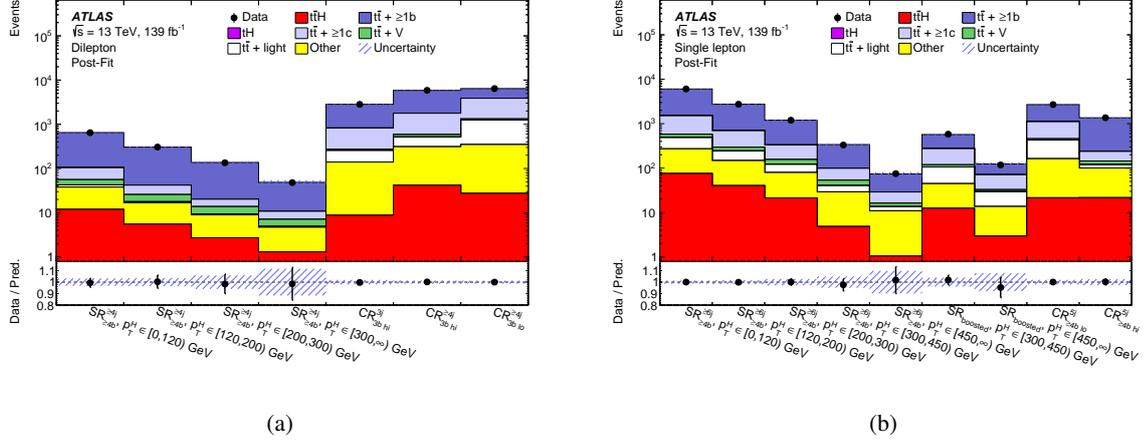 Events
ATLAS
√s = 13 TeV, 139 fb⁻¹
Dilepton
Post-Fit
Data
tt̄H
tt̄ + ≥1b
tH
tt̄ + ≥1c
tt̄ + V
tt̄ + light
Other
Uncertainty
10⁵
10⁴
10³
10²
10
1
Data / Pred.
1.1
1
0.9
0.8
SR≥4j≥4b, pTH ∈ [0,120) GeV
SR≥4j≥4b, pTH ∈ [120,200) GeV
SR≥4j≥4b, pTH ∈ [200,300) GeV
SR≥4j≥4b, pTH ∈ [300,∞) GeV
CR3j3b hi
CR≥4j3b hi
CR≥4j3b lo
(a)
Events
ATLAS
√s = 13 TeV, 139 fb⁻¹
Single lepton
Post-Fit
Data
tt̄H
tt̄ + ≥1b
tH
tt̄ + ≥1c
tt̄ + V
tt̄ + light
Other
Uncertainty
10⁵
10⁴
10³
10²
10
1
Data / Pred.
1.1
1
0.9
0.8
SR≥6j≥4b, pTH ∈ [0,120) GeV
SR≥6j≥4b, pTH ∈ [120,200) GeV
SR≥6j≥4b, pTH ∈ [200,300) GeV
SR≥6j≥4b, pTH ∈ [300,450) GeV
SR≥6j≥4b, pTH ∈ [450,∞) GeV
SRboosted, pTH ∈ [300,450) GeV
SRboosted, pTH ∈ [450,∞) GeV
CR5j≥4b lo
CR5j≥4b hi
(b)